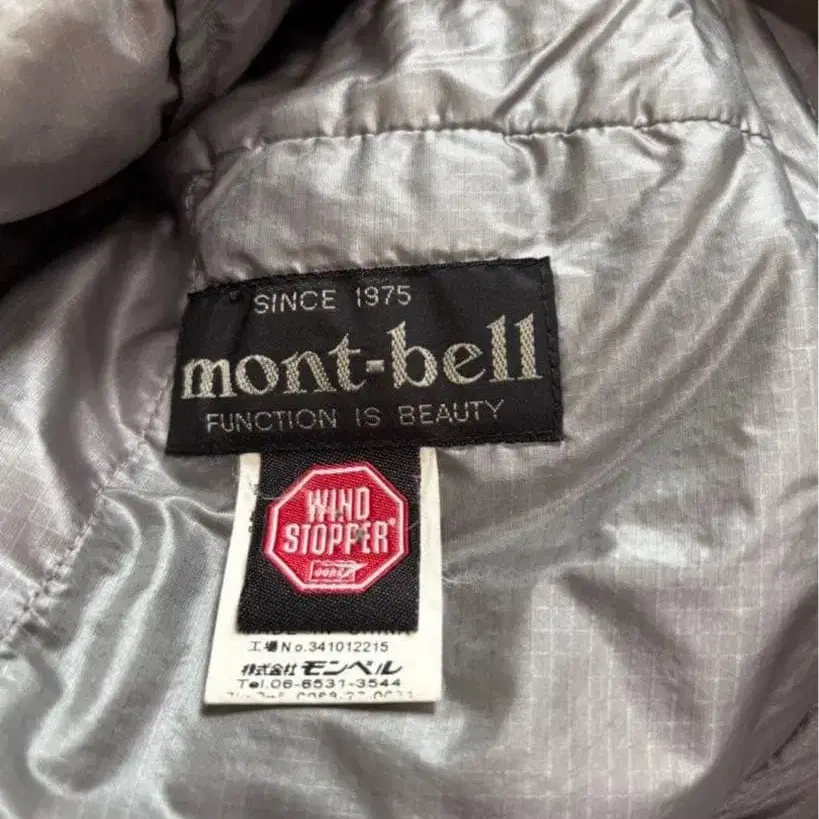 SINCE 1975
mont-bell
FUNCTION IS BEAUTY
WIND
STOPPER®
GORE
工場No.341012215
株式会社 モンベル
Tel.06-6531-3544